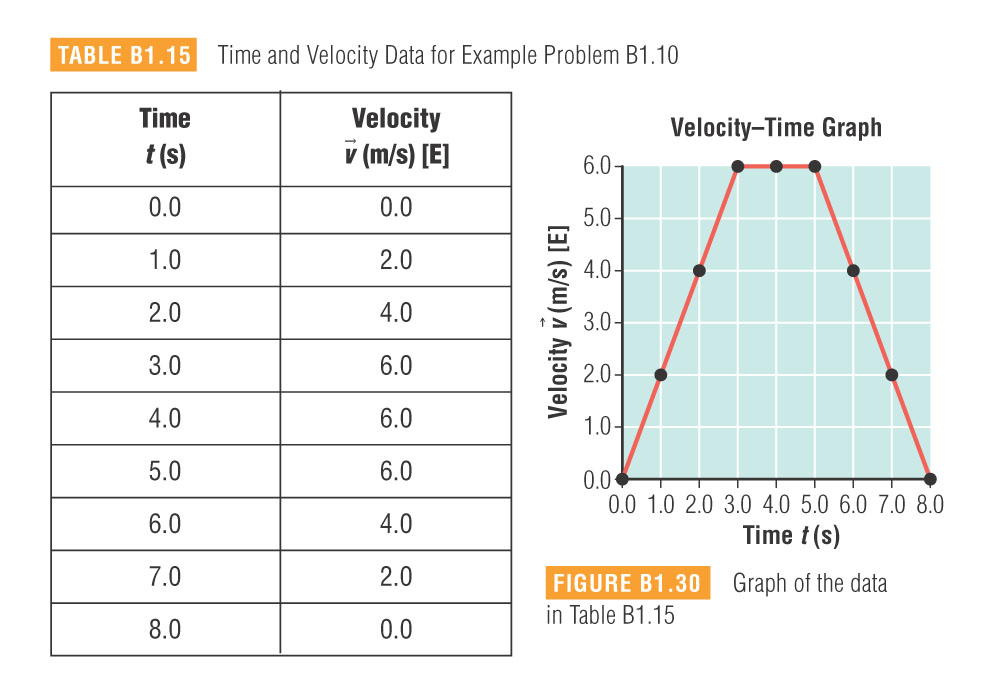 TABLE B1.15 Time and Velocity Data for Example Problem B1.10
Time Velocity
t (s) v⃗ (m/s) [E]
0.0 0.0
1.0 2.0
2.0 4.0
3.0 6.0
4.0 6.0
5.0 6.0
6.0 4.0
7.0 2.0
8.0 0.0
Velocity–Time Graph
Velocity v⃗ (m/s) [E]
6.0
5.0
4.0
3.0
2.0
1.0
0.0
0.0 1.0 2.0 3.0 4.0 5.0 6.0 7.0 8.0
Time t (s)
FIGURE B1.30 Graph of the data
in Table B1.15